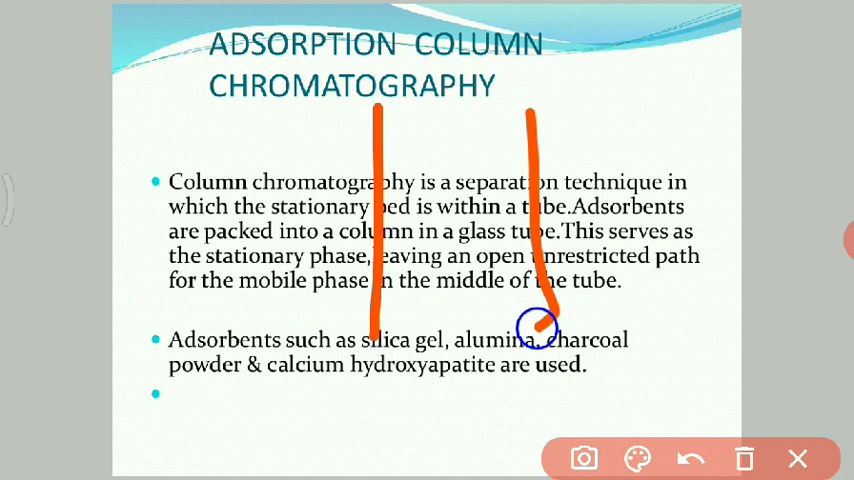 ADSORPTION COLUMN
CHROMATOGRAPHY
Column chromatography is a separation technique in
which the stationary bed is within a tube.Adsorbents
are packed into a column in a glass tube.This serves as
the stationary phase,leaving an open unrestricted path
for the mobile phase in the middle of the tube.
Adsorbents such as silica gel, alumina, charcoal
powder & calcium hydroxyapatite are used.